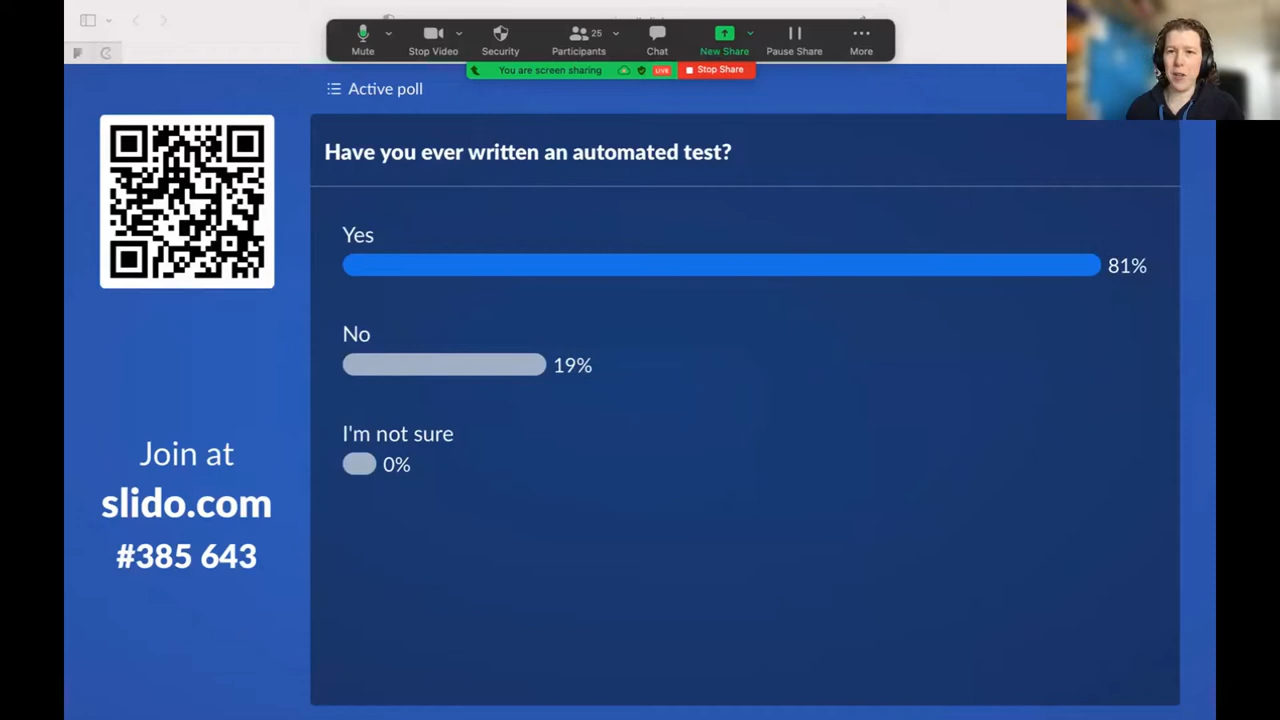 Mute
Stop Video
Security
25
Participants
Chat
New Share
Pause Share
More
You are screen sharing
LIVE
Stop Share
Active poll
Have you ever written an automated test?
Yes
81%
No
19%
I'm not sure
0%
Join at
slido.com
#385 643